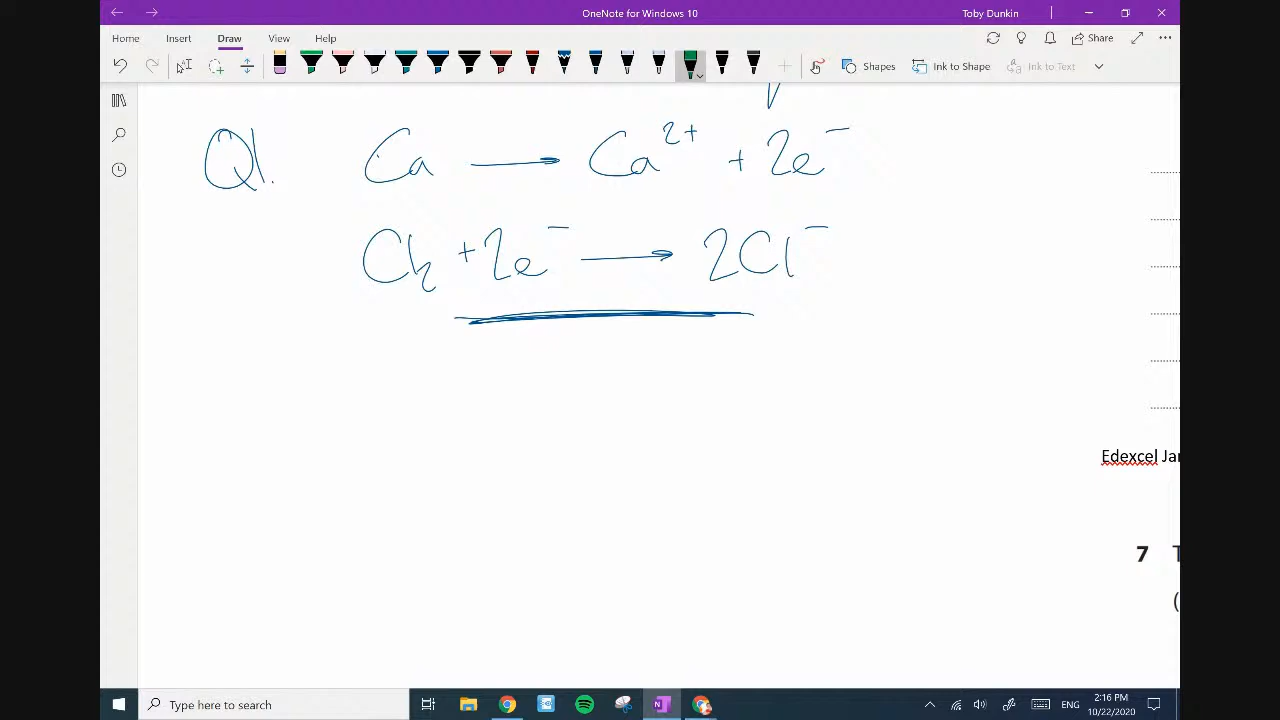 OneNote for Windows 10
Toby Dunkin
Home Insert Draw View Help
Share
Shapes
Ink to Shape
Ink to Text
Q1. Ca → Ca²⁺ + 2e⁻
Cl₂ + 2e⁻ → 2Cl⁻
Edexcel Jan
7 T
(
Type here to search
ENG
2:16 PM
10/22/2020